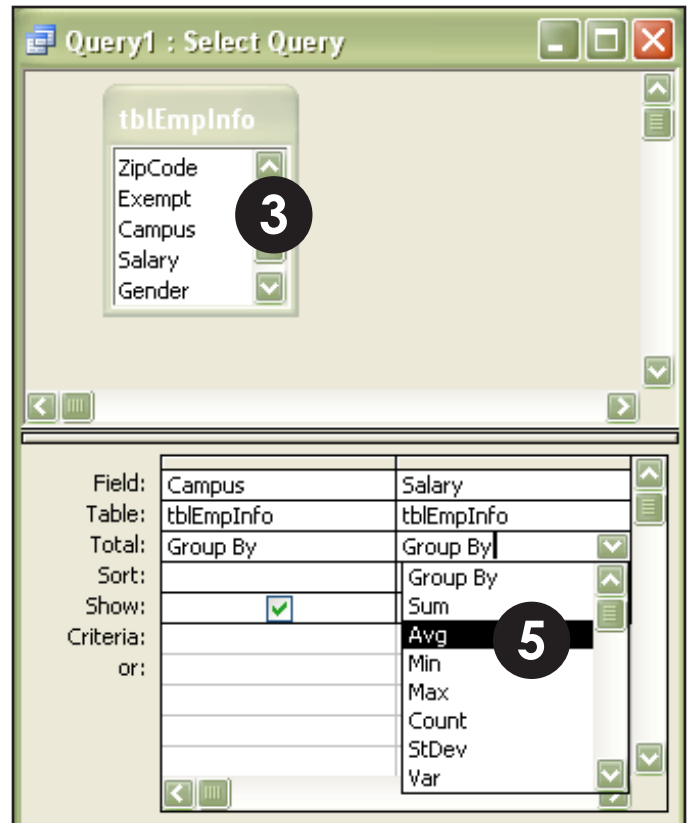 Query1 : Select Query
tblEmpInfo
ZipCode
Exempt
Campus
Salary
Gender
3
Field: Campus Salary
Table: tblEmpInfo tblEmpInfo
Total: Group By Group By
Sort:
Group By
Show:
Sum
Criteria:
Avg
5
or:
Min
Max
Count
StDev
Var